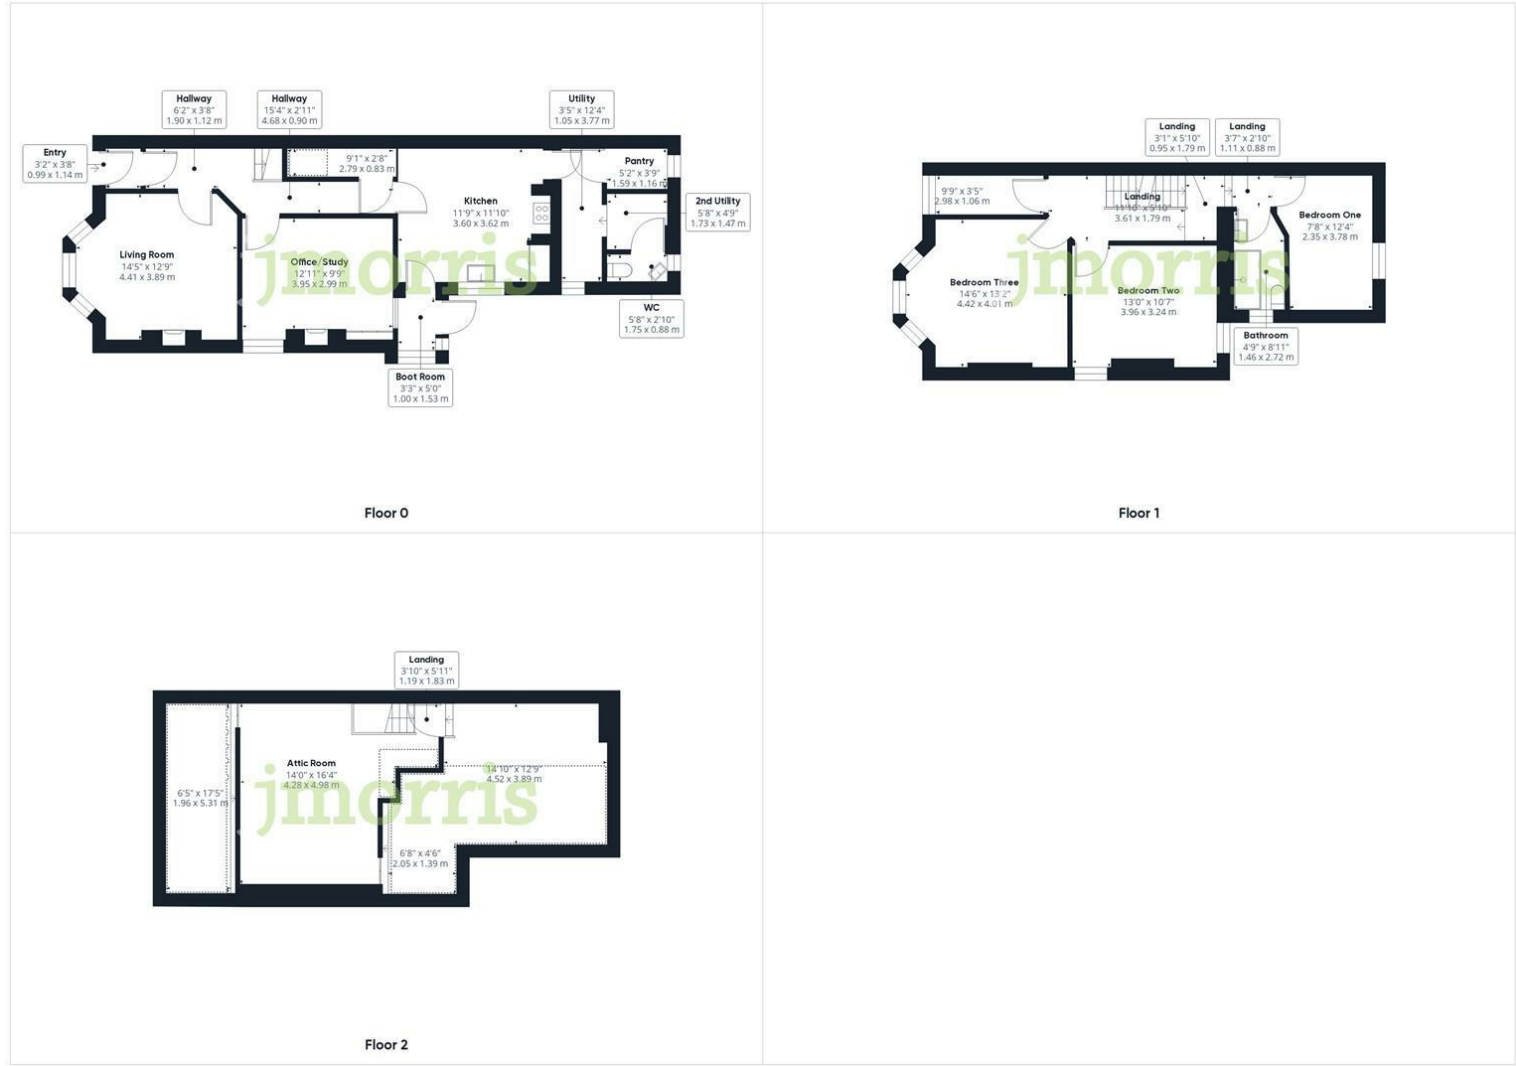 Hallway
6'2" x 3'8"
1.90 x 1.12 m
Hallway
15'4" x 2'11"
4.68 x 0.90 m
Utility
3'5" x 12'4"
1.05 x 3.77 m
Entry
3'2" x 3'8"
0.99 x 1.14 m
9'1" x 2'8"
2.79 x 0.83 m
Pantry
5'2" x 3'9"
1.59 x 1.16 m
Kitchen
11'9" x 11'10"
3.60 x 3.62 m
2nd Utility
5'8" x 4'9"
1.73 x 1.47 m
Living Room
14'5" x 12'9"
4.41 x 3.89 m
Office/Study
12'11" x 9'9"
3.95 x 2.99 m
jmorris
WC
5'8" x 2'10"
1.75 x 0.88 m
Boot Room
3'3" x 5'0"
1.00 x 1.53 m
Floor 0
Landing
3'1" x 5'10"
0.95 x 1.79 m
Landing
3'7" x 2'10"
1.11 x 0.88 m
9'9" x 3'5"
2.98 x 1.06 m
Landing
11'10" x 5'10"
3.61 x 1.79 m
Bedroom One
7'8" x 12'4"
2.35 x 3.78 m
Bedroom Three
14'6" x 13'2"
4.42 x 4.01 m
Bedroom Two
13'0" x 10'7"
3.96 x 3.24 m
jmorris
Bathroom
4'9" x 8'11"
1.46 x 2.72 m
Floor 1
Landing
3'10" x 5'11"
1.19 x 1.83 m
Attic Room
14'0" x 16'4"
4.28 x 4.98 m
14'10" x 12'9"
4.52 x 3.89 m
6'5" x 17'5"
1.96 x 5.31 m
jmorris
6'8" x 4'6"
2.05 x 1.39 m
Floor 2